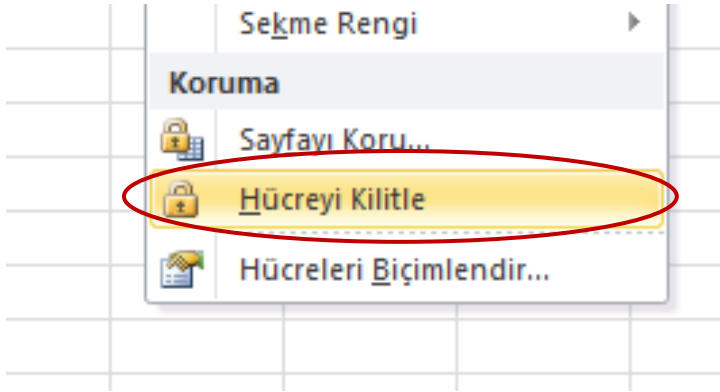 Sekme Rengi
Koruma
Sayfayı Koru...
Hücreyi Kilitle
Hücreleri Biçimlendir...